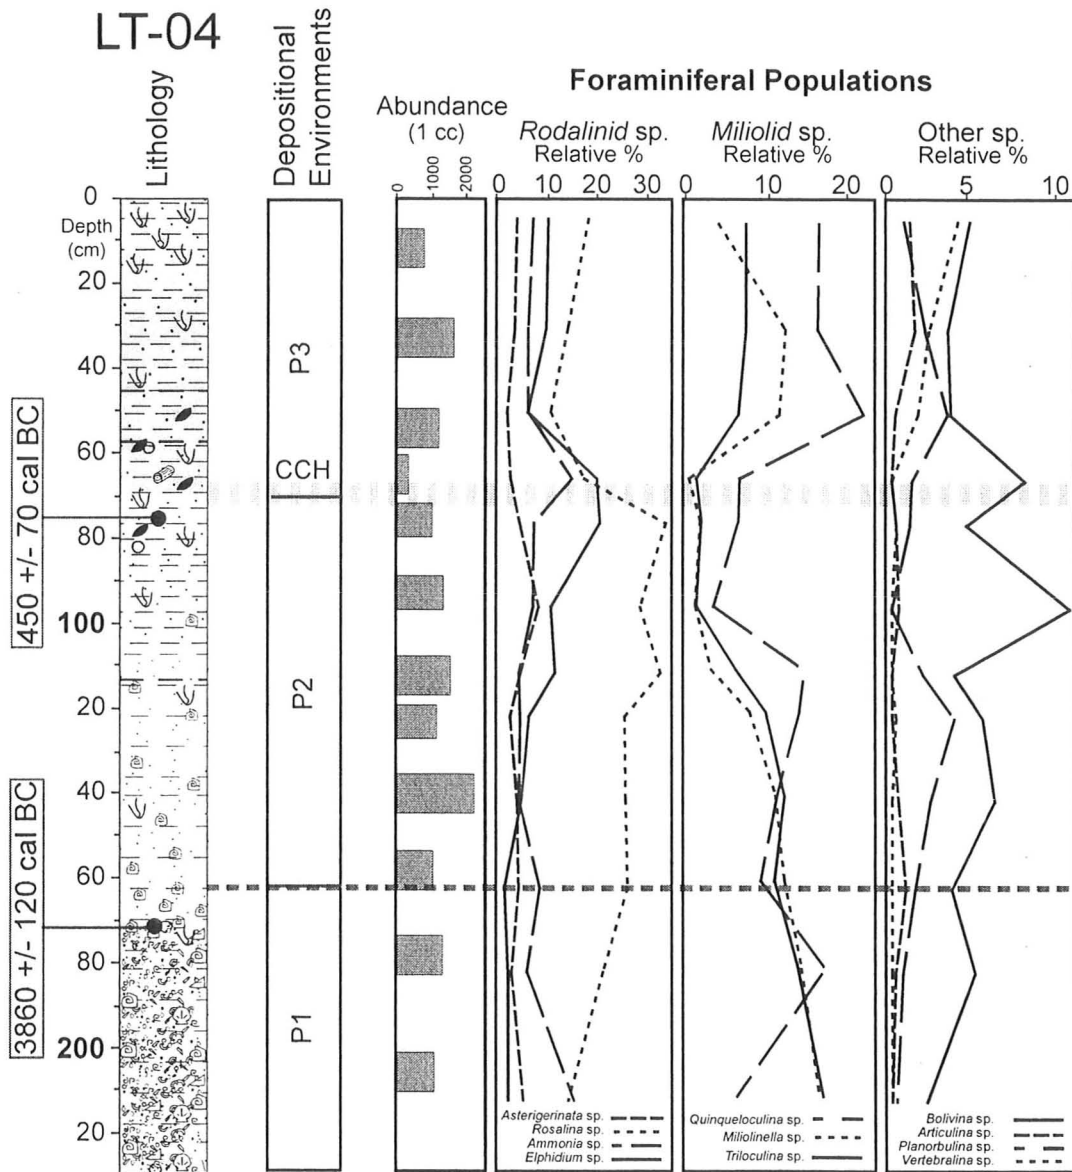 LT-04
Lithology
Depositional
Environments
Foraminiferal Populations
Abundance
(1 cc)
0
1000
2000
Rodalinid sp.
Relative %
0 10 20 30
Miliolid sp.
Relative %
0 10 20
Other sp.
Relative %
0 5 10
0
Depth
(cm)
20
40
60
80
100
20
40
60
80
200
20
450 +/- 70 cal BC
3860 +/- 120 cal BC
P3
CCH
P2
P1
Asterigerinata sp.
Rosalina sp.
Ammonia sp.
Elphidium sp.
Quinqueloculina sp.
Miliolinella sp.
Triloculina sp.
Bolivina sp.
Articulina sp.
Planorbulina sp.
Vertebralina sp.